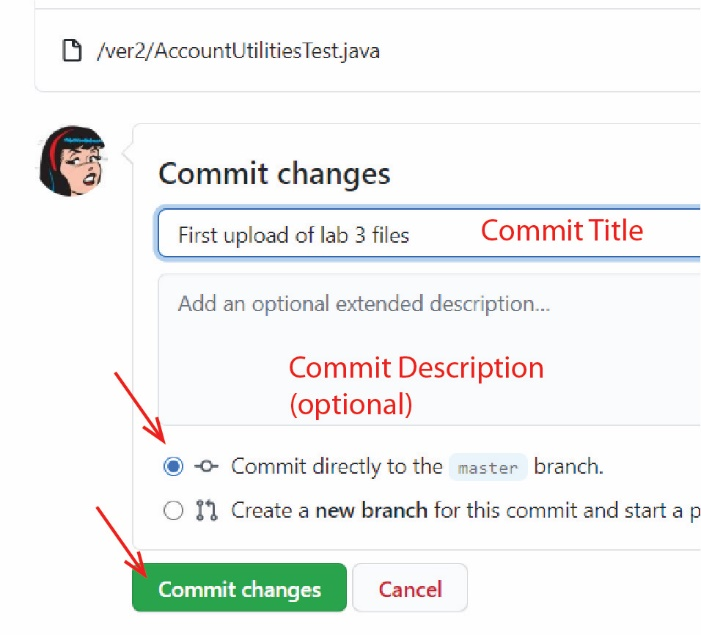 /ver2/AccountUtilitiesTest.java
Commit changes
First upload of lab 3 files Commit Title
Add an optional extended description...
Commit Description
(optional)
Commit directly to the master branch.
Create a new branch for this commit and start a p
Commit changes Cancel